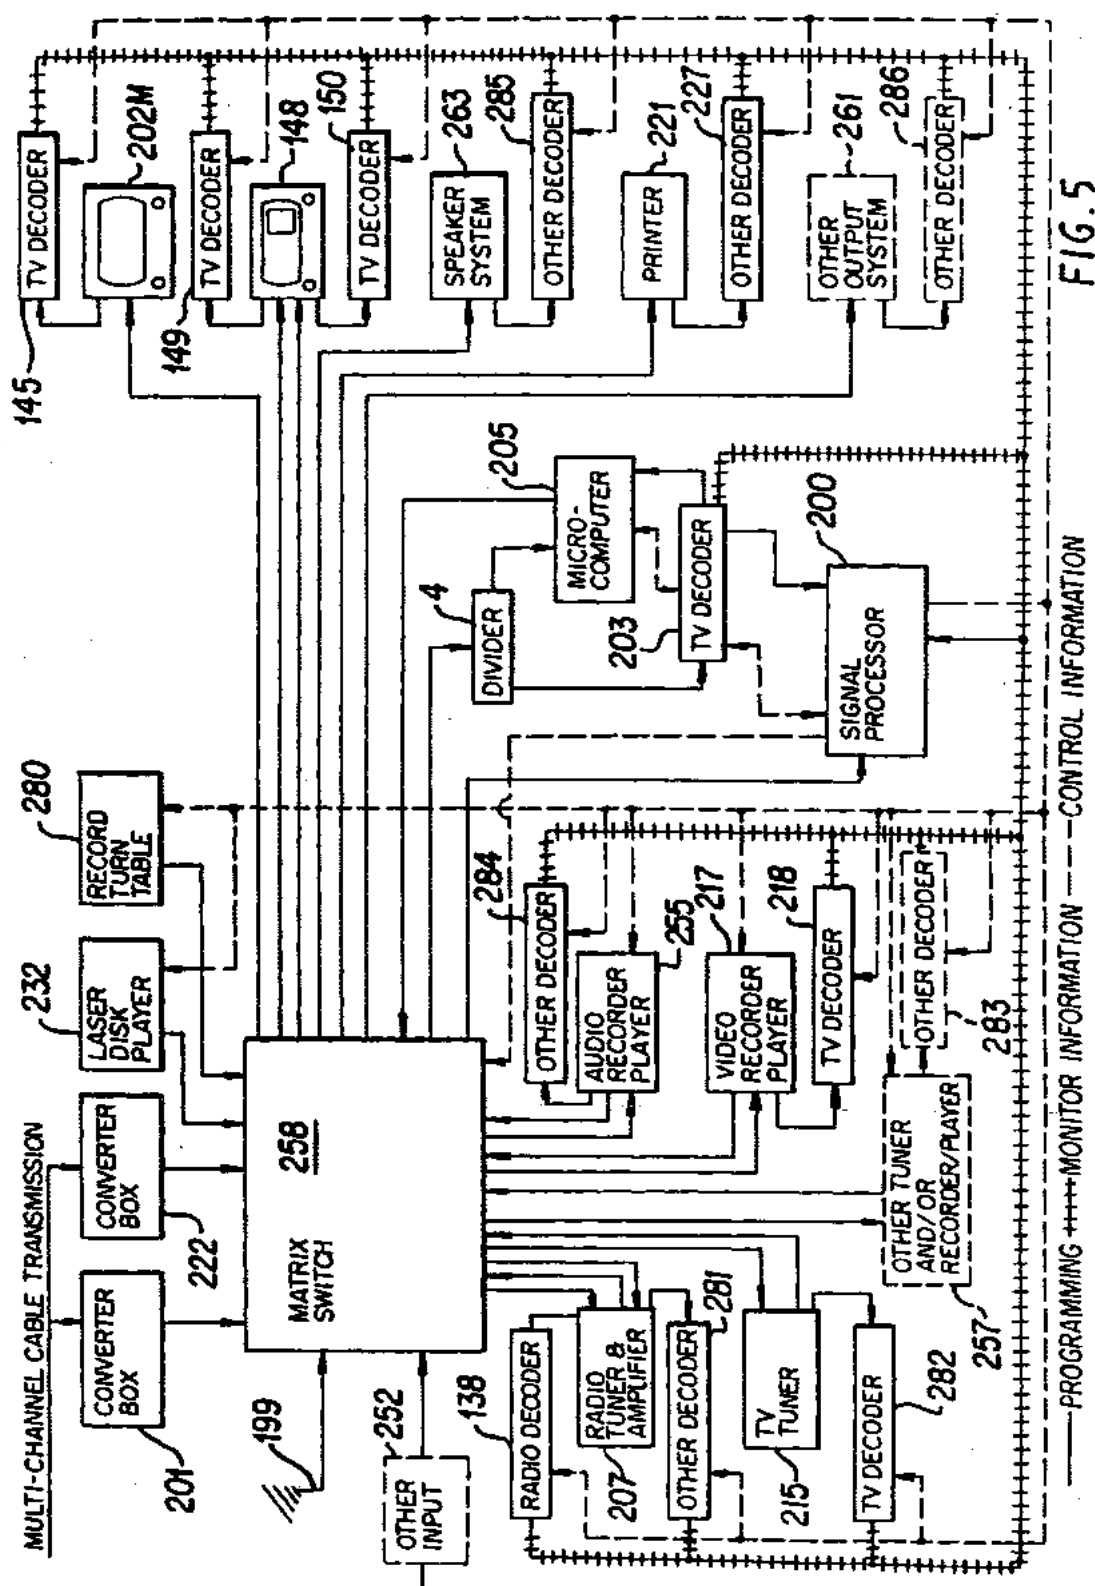 MULTI-CHANNEL CABLE TRANSMISSION
CONVERTER
BOX
201
CONVERTER
BOX
222
LASER
DISK
PLAYER
232
RECORD
TURN
TABLE
280
199
OTHER
INPUT
252
MATRIX
SWITCH
258
TV DECODER
145
202M
TV DECODER
149
148
TV DECODER
150
SPEAKER
SYSTEM
263
OTHER DECODER
285
PRINTER
221
OTHER DECODER
227
OTHER
OUTPUT
SYSTEM
261
OTHER DECODER
286
DIVIDER
4
MICRO-
COMPUTER
205
TV DECODER
203
SIGNAL
PROCESSOR
200
OTHER DECODER
284
AUDIO
RECORDER
PLAYER
255
VIDEO
RECORDER
PLAYER
217
TV DECODER
218
OTHER DECODER
283
OTHER TUNER
AND/OR
RECORDER/PLAYER
257
RADIO DECODER
138
RADIO
TUNER &
AMPLIFIER
207
OTHER DECODER
281
TV
TUNER
215
TV DECODER
282
PROGRAMMING MONITOR INFORMATION CONTROL INFORMATION
FIG. 5